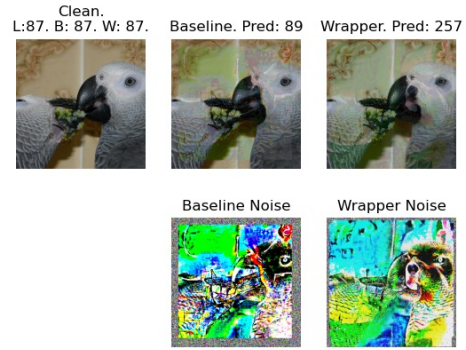 Clean.
L:87. B: 87. W: 87.
Baseline. Pred: 89
Wrapper. Pred: 257
Baseline Noise
Wrapper Noise